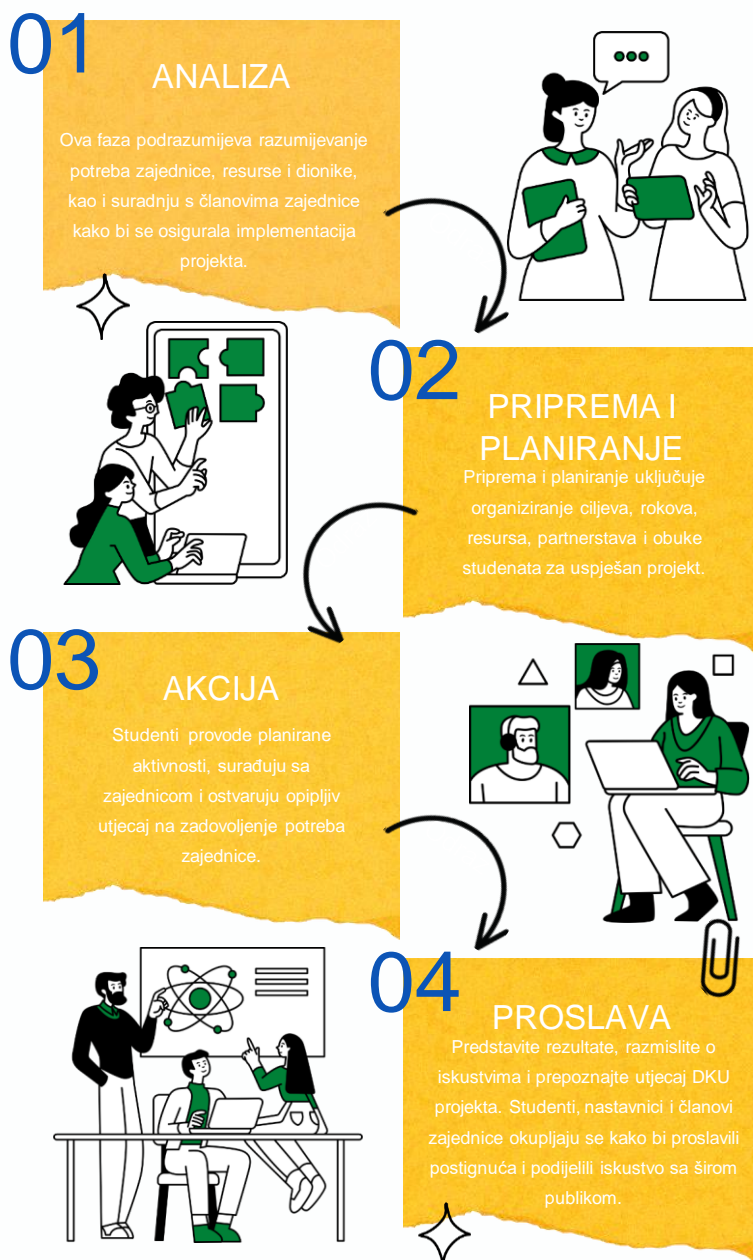 01
ANALIZA
Ova faza podrazumijeva razumijevanje
potreba zajednice, resurse i dionike,
kao i suradnju s članovima zajednice
kako bi se osigurala implementacija
projekta.
02
PRIPREMA I
PLANIRANJE
Priprema i planiranje uključuje
organiziranje ciljeva, rokova,
resursa, partnerstava i obuke
studenata za uspješan projekt.
03
AKCIJA
Studenti provode planirane
aktivnosti, surađuju sa
zajednicom i ostvaruju opipljiv
utjecaj na zadovoljenje potreba
zajednice.
04
PROSLAVA
Predstavite rezultate, razmislite o
iskustvima i prepoznajte utjecaj DKU
projekta. Studenti, nastavnici i članovi
zajednice okupljaju se kako bi proslavili
postignuća i podijelili iskustvo sa širom
publikom.